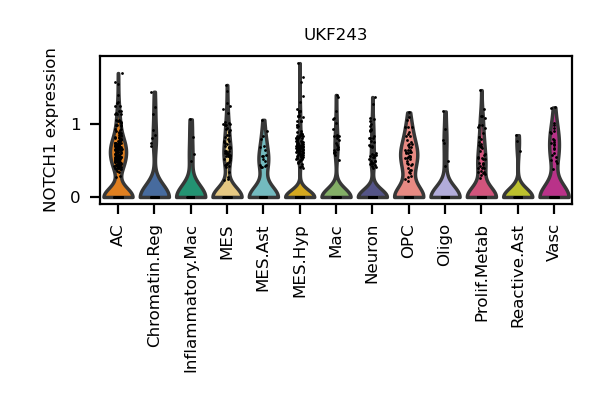 UKF243
NOTCH1 expression
1
0
AC
Chromatin.Reg
Inflammatory.Mac
MES
MES.Ast
MES.Hyp
Mac
Neuron
OPC
Oligo
Prolif.Metab
Reactive.Ast
Vasc